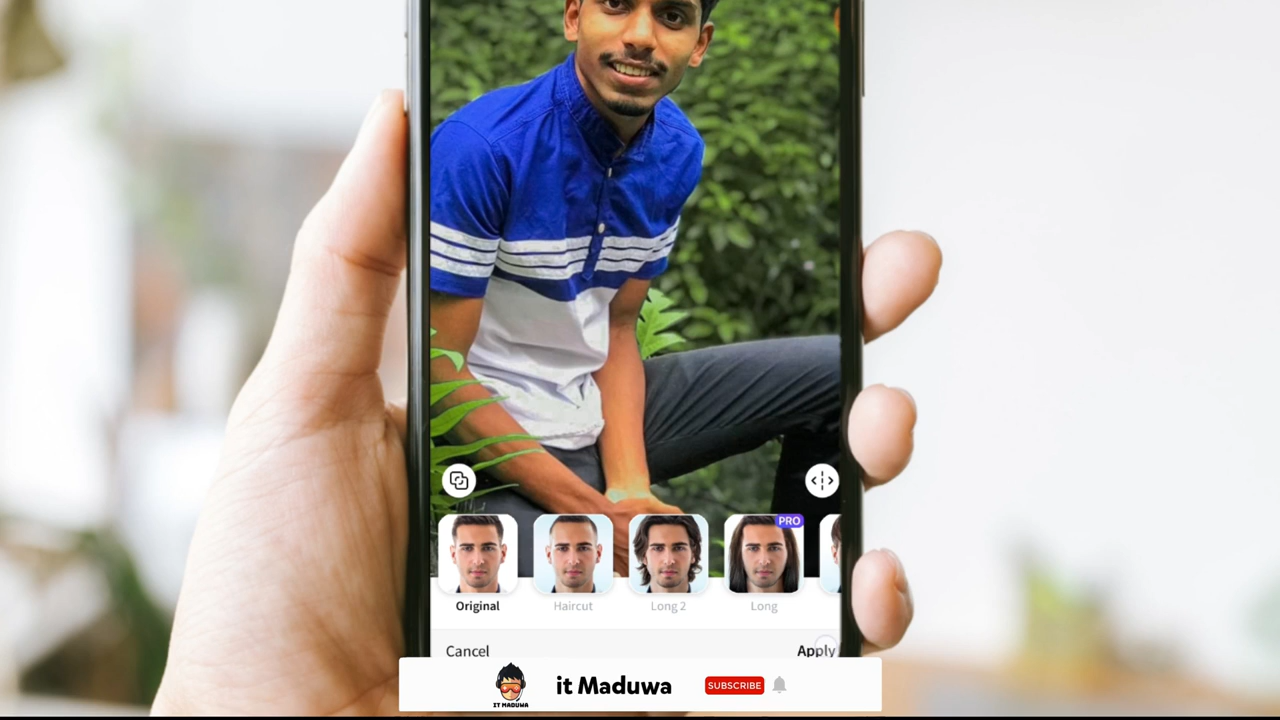 PRO
Original Haircut Long 2 Long
Cancel Apply
it Maduwa SUBSCRIBE
IT MADUWA